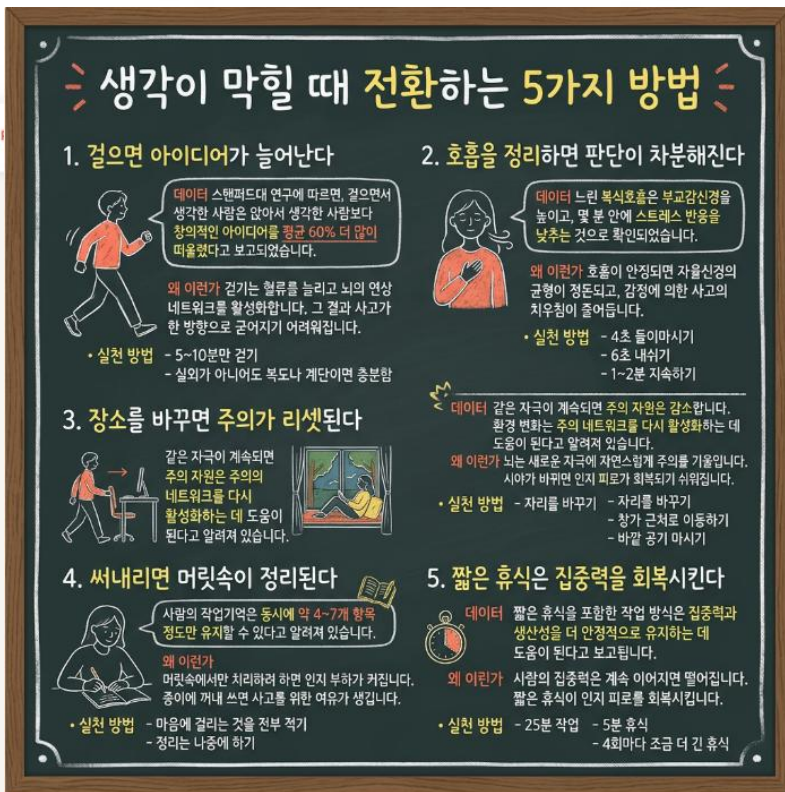 생각이 막힐 때 전환하는 5가지 방법
1. 걸으면 아이디어가 늘어난다
데이터 스탠퍼드대 연구에 따르면, 걸으면서
생각한 사람은 앉아서 생각한 사람보다
창의적인 아이디어를 평균 60% 더 많이
떠올렸다고 보고되었습니다.
왜 이런가 걷기는 혈류를 늘리고 뇌의 연상
네트워크를 활성화합니다. 그 결과 사고가
한 방향으로 굳어지기 어려워집니다.
• 실천 방법 - 5~10분만 걷기
- 실외가 아니어도 복도나 계단이면 충분함
2. 호흡을 정리하면 판단이 차분해진다
데이터 느린 복식호흡은 부교감신경을
높이고, 몇 분 안에 스트레스 반응을
낮추는 것으로 확인되었습니다.
왜 이런가 호흡이 안정되면 자율신경의
균형이 정돈되고, 감정에 의한 사고의
치우침이 줄어듭니다.
• 실천 방법 - 4초 들이마시기
- 6초 내쉬기
- 1~2분 지속하기
3. 장소를 바꾸면 주의가 리셋된다
같은 자극이 계속되면
주의 자원은 주의의
네트워크를 다시
활성화하는 데 도움이
된다고 알려져 있습니다.
데이터 같은 자극이 계속되면 주의 자원은 감소합니다.
환경 변화는 주의 네트워크를 다시 활성화하는 데
도움이 된다고 알려져 있습니다.
왜 이런가 뇌는 새로운 자극에 자연스럽게 주의를 기울입니다.
시야가 바뀌면 인지 피로가 회복되기 쉬워집니다.
• 실천 방법 - 자리를 바꾸기 - 자리를 바꾸기
- 창가 근처로 이동하기
- 바깥 공기 마시기
4. 써내리면 머릿속이 정리된다
사람의 작업기억은 동시에 약 4~7개 항목
정도만 유지할 수 있다고 알려져 있습니다.
왜 이런가
머릿속에서만 처리하려 하면 인지 부하가 커집니다.
종이에 꺼내 쓰면 사고를 위한 여유가 생깁니다.
• 실천 방법 - 마음에 걸리는 것을 전부 적기
- 정리는 나중에 하기
5. 짧은 휴식은 집중력을 회복시킨다
데이터 짧은 휴식을 포함한 작업 방식은 집중력과
생산성을 더 안정적으로 유지하는 데
도움이 된다고 보고됩니다.
왜 이린가 사람의 집중력은 계속 이어지면 떨어집니다.
짧은 휴식이 인지 피로를 회복시킵니다.
• 실천 방법 - 25분 작업 - 5분 휴식
- 4회마다 조금 더 긴 휴식